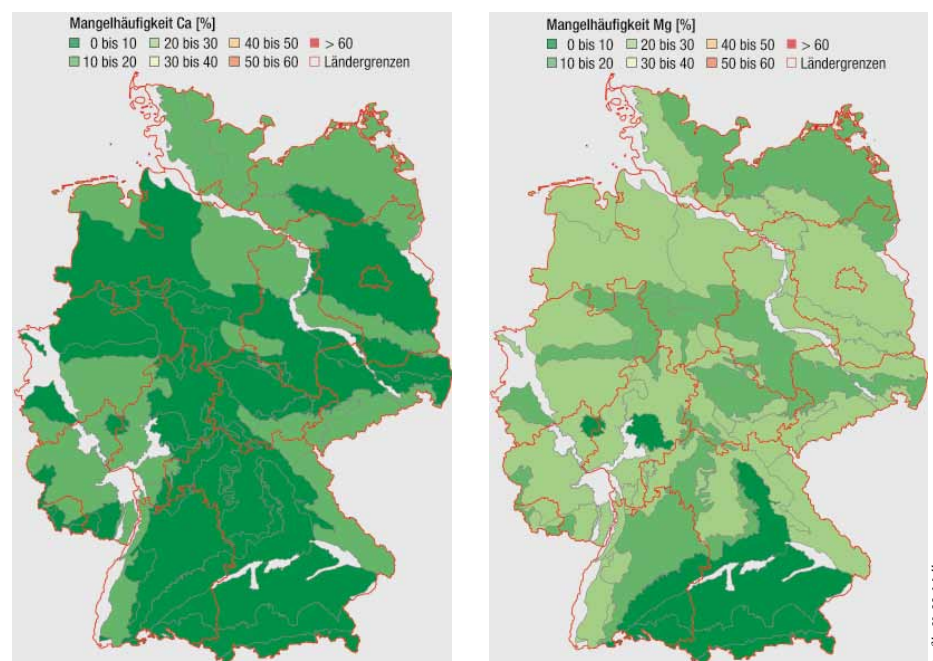 Mangelhäufigkeit Ca [%]
0 bis 10 20 bis 30 40 bis 50 > 60
10 bis 20 30 bis 40 50 bis 60 Ländergrenzen
Mangelhäufigkeit Mg [%]
0 bis 10 20 bis 30 40 bis 50 > 60
10 bis 20 30 bis 40 50 bis 60 Ländergrenzen